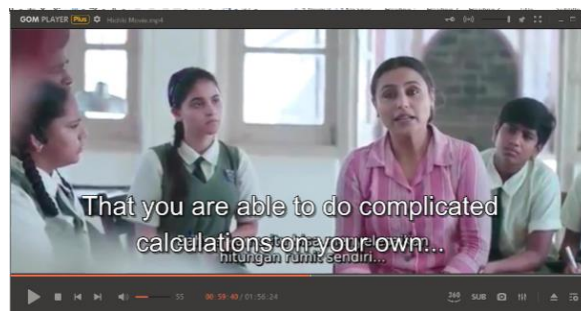 GOM PLAYER Plus Hichki Movies.mp4
That you are able to do complicated
calculations on your own...
hitungan rumit sendiri...
55 00:59:40 / 01:56:24 360 SUB